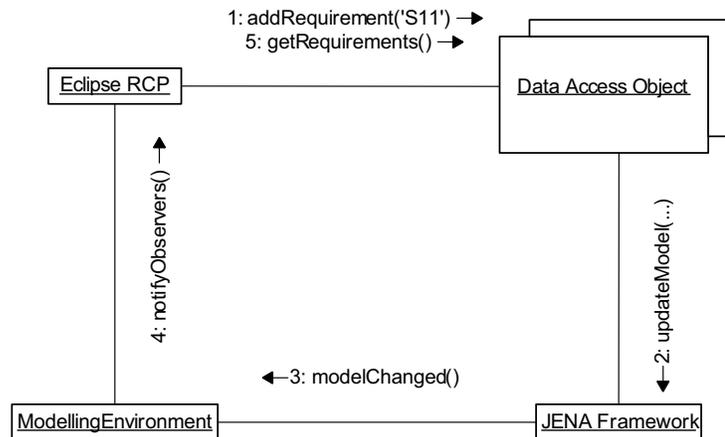 1: addRequirement('S11')
5: getRequirements()
Eclipse RCP
Data Access Object
4: notifyObservers()
2: updateModel(...)
3: modelChanged()
ModellingEnvironment
JENA Framework